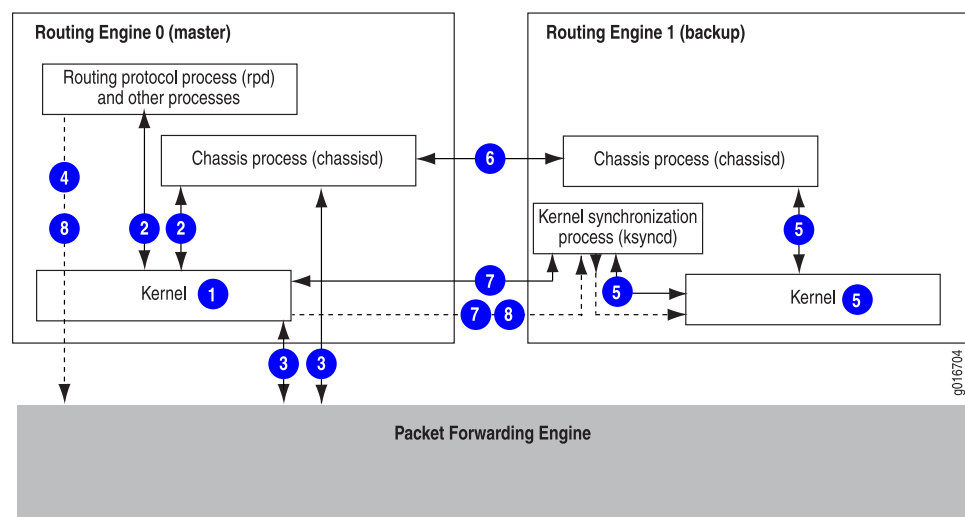 Routing Engine 0 (master)
Routing Engine 1 (backup)
Routing protocol process (rpd)
and other processes
Chassis process (chassisd)
6
Chassis process (chassisd)
4
Kernel synchronization
process (ksyncd)
8
2
2
5
7
Kernel 1
5
Kernel 5
7 8
3
3
g016704
Packet Forwarding Engine